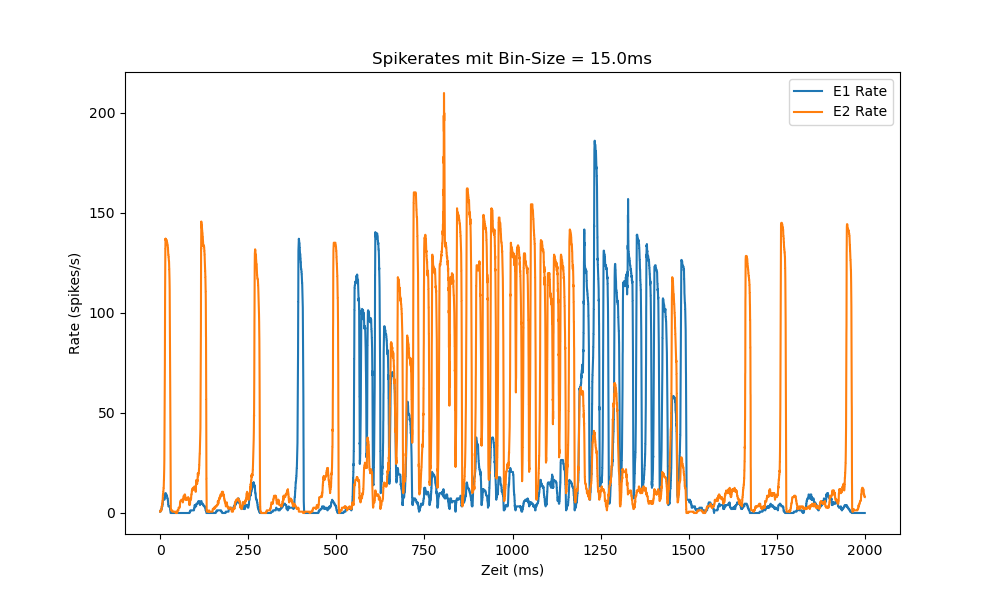 Spikerates mit Bin-Size = 15.0ms
E1 Rate
E2 Rate
200
150
100
50
0
Rate (spikes/s)
0 250 500 750 1000 1250 1500 1750 2000
Zeit (ms)